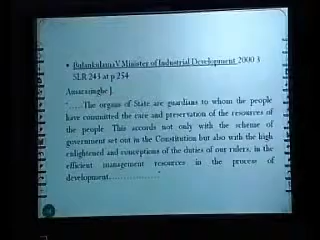 Bulankulama V Minister of Industrial Development 2000 3
SLR 243 at p 254
Amarasinghe J.
".....The organs of State are guardians to whom the people
have committed the care and preservation of the resources of
the people. This accords not only with the scheme of
government set out in the Constitution but also with the high
enlightened and conceptions of the duties of our rulers, in the
efficient management resources in the process of
development................"